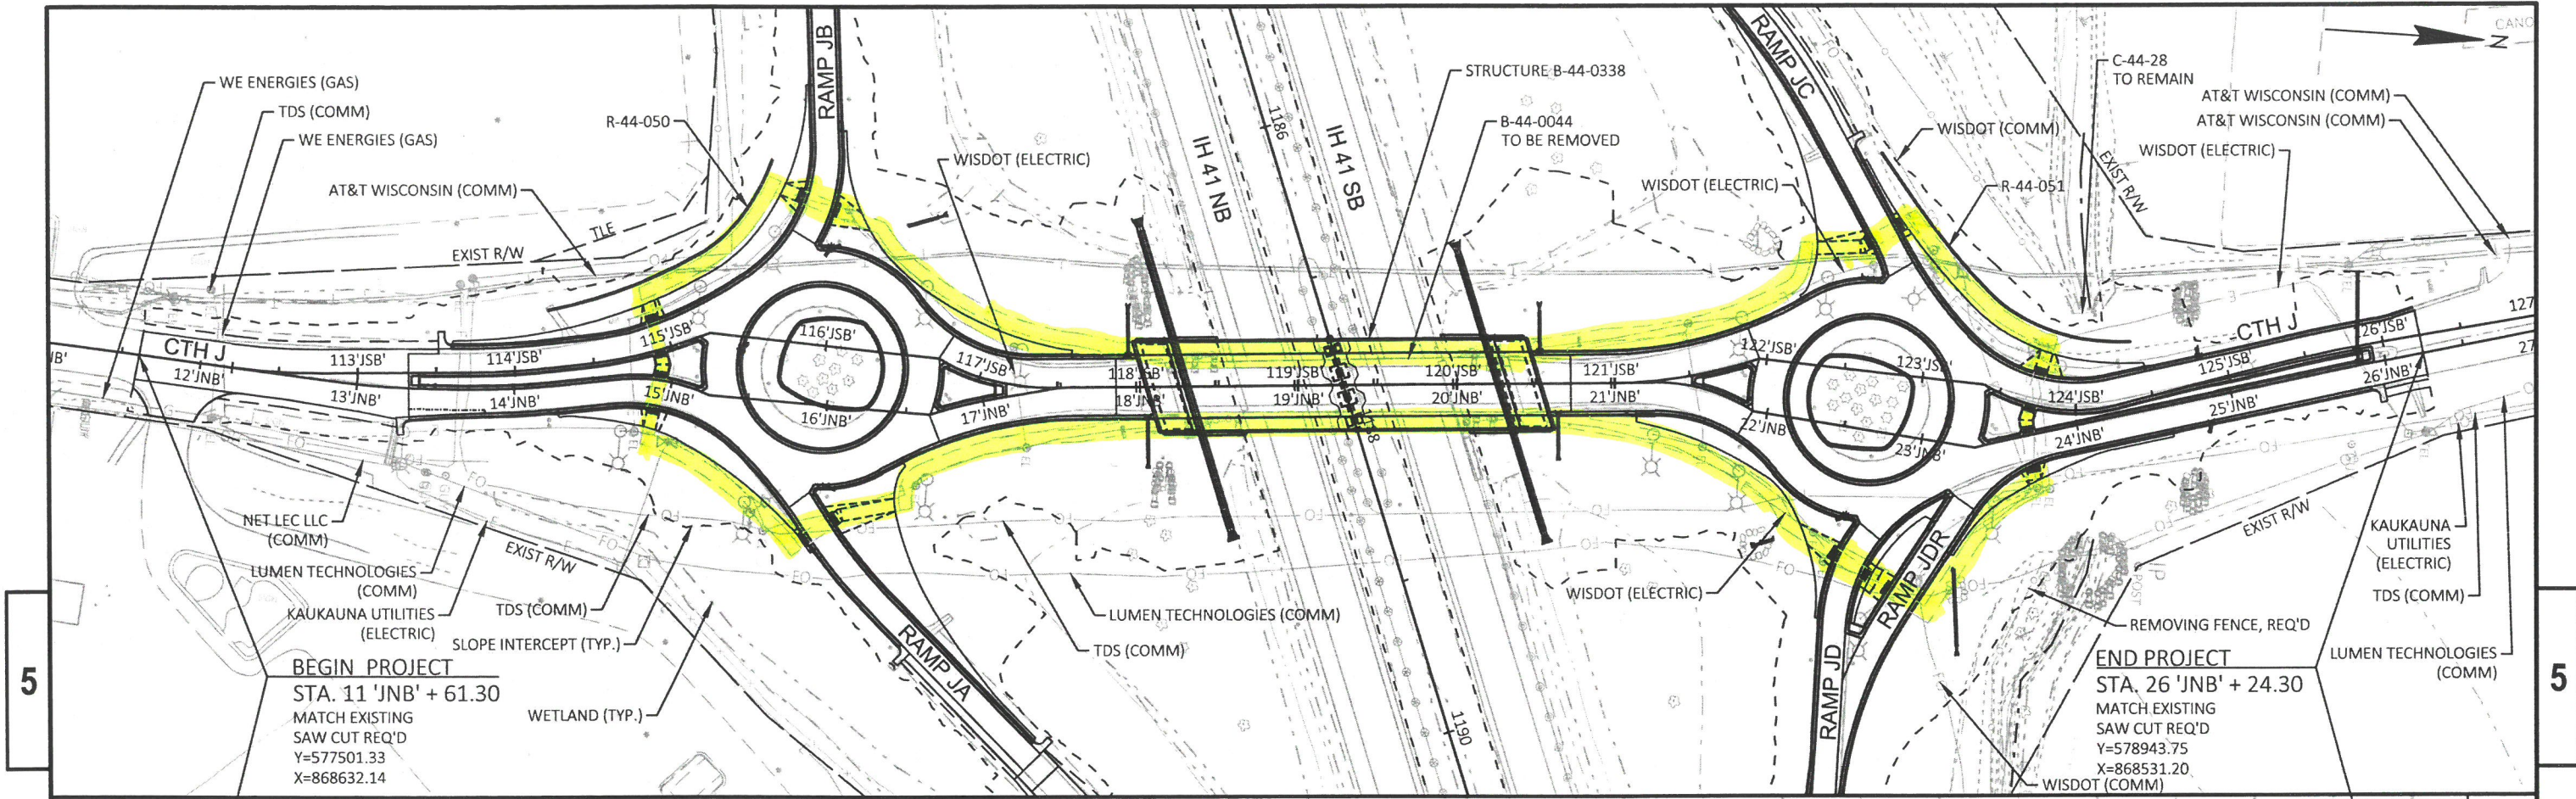 WE ENERGIES (GAS)
TDS (COMM)
WE ENERGIES (GAS)
AT&T WISCONSIN (COMM)
EXIST R/W
TLE
R-44-050
RAMP JB
WISDOT (ELECTRIC)
IH 41 NB
1186
IH 41 SB
STRUCTURE B-44-0338
B-44-0044
TO BE REMOVED
WISDOT (ELECTRIC)
RAMP JC
WISDOT (COMM)
R-44-051
C-44-28
TO REMAIN
EXIST R/W
AT&T WISCONSIN (COMM)
AT&T WISCONSIN (COMM)
WISDOT (ELECTRIC)
N
CTH J
113'JSB'
114'JSB'
115'JSB'
116'JSB'
117'JSB'
118'JSB'
119'JSB'
120'JSB'
121'JSB'
122'JSB'
123'JSB'
124'JSB'
125'JSB'
126'JSB'
127
CTH J
12'JNB'
13'JNB'
14'JNB'
15'JNB'
16'JNB'
17'JNB'
18'JNB'
19'JNB'
20'JNB'
21'JNB'
22'JNB'
23'JNB'
24'JNB'
25'JNB'
26'JNB'
27
NET LEC LLC
(COMM)
LUMEN TECHNOLOGIES
(COMM)
KAUKAUNA UTILITIES
(ELECTRIC)
EXIST R/W
TDS (COMM)
SLOPE INTERCEPT (TYP.)
WETLAND (TYP.)
RAMP JA
LUMEN TECHNOLOGIES (COMM)
TDS (COMM)
1190
WISDOT (ELECTRIC)
RAMP JD
RAMP JDR
REMOVING FENCE, REQ'D
EXIST R/W
KAUKAUNA
UTILITIES
(ELECTRIC)
TDS (COMM)
LUMEN TECHNOLOGIES
(COMM)
WISDOT (COMM)
BEGIN PROJECT
STA. 11 'JNB' + 61.30
MATCH EXISTING
SAW CUT REQ'D
Y=577501.33
X=868632.14
END PROJECT
STA. 26 'JNB' + 24.30
MATCH EXISTING
SAW CUT REQ'D
Y=578943.75
X=868531.20
5
5